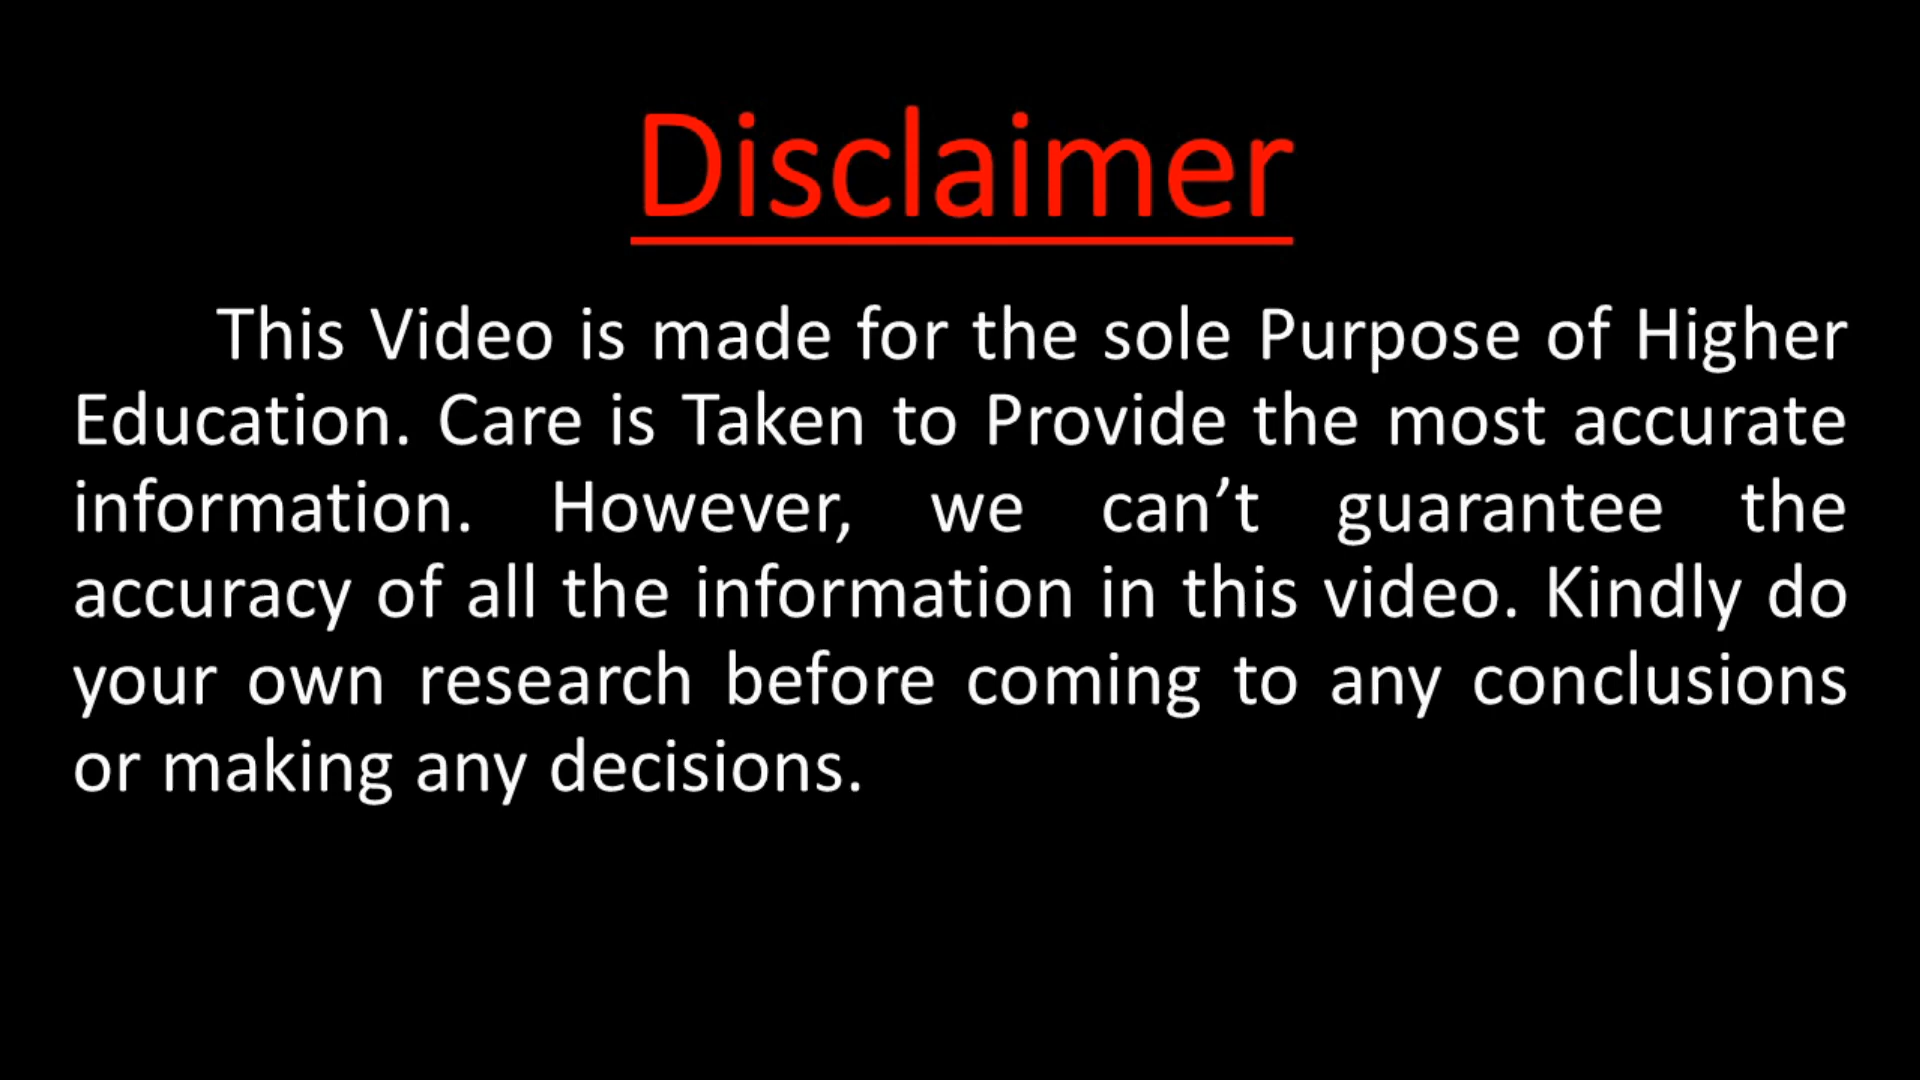 Disclaimer
This Video is made for the sole Purpose of Higher
Education. Care is Taken to Provide the most accurate
information. However, we can’t guarantee the
accuracy of all the information in this video. Kindly do
your own research before coming to any conclusions
or making any decisions.